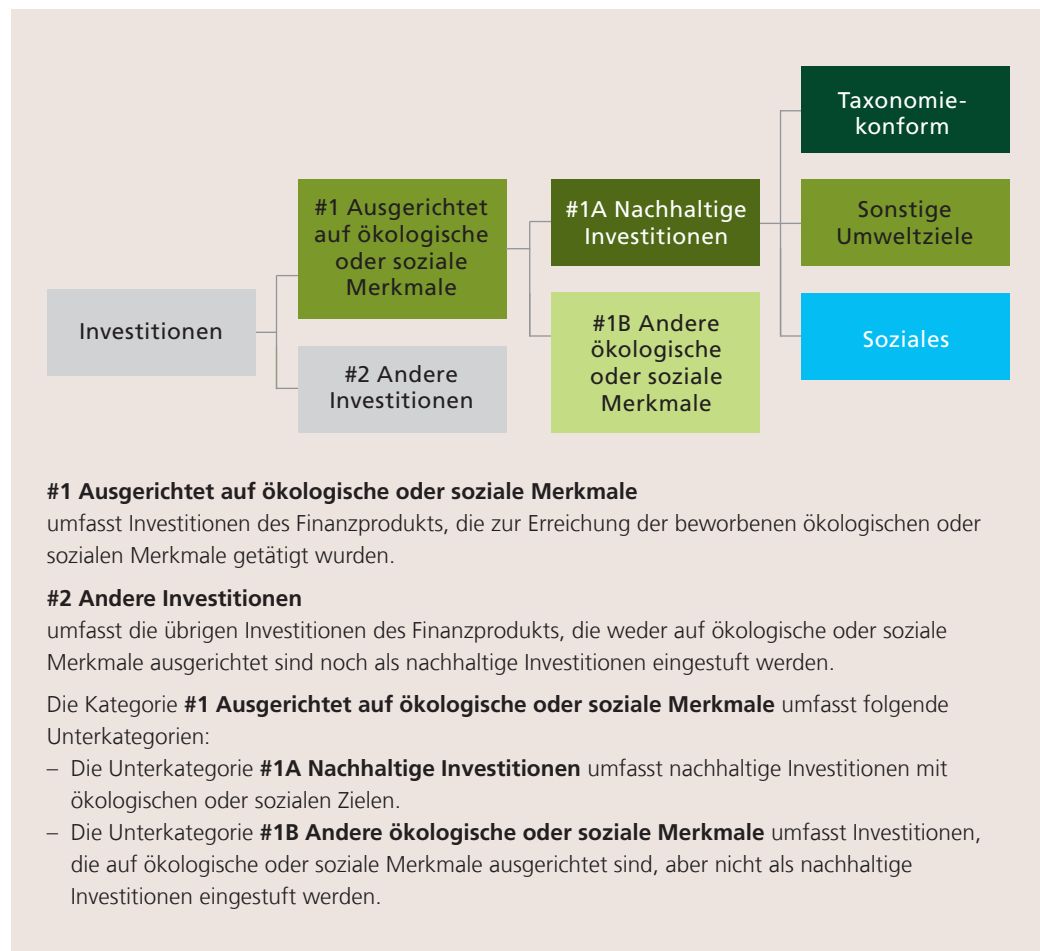 Taxonomie-
konform
#1 Ausgerichtet
auf ökologische
oder soziale
Merkmale
#1A Nachhaltige
Investitionen
Sonstige
Umweltziele
Investitionen
#2 Andere
Investitionen
#1B Andere
ökologische
oder soziale
Merkmale
Soziales
#1 Ausgerichtet auf ökologische oder soziale Merkmale
umfasst Investitionen des Finanzprodukts, die zur Erreichung der beworbenen ökologischen oder
sozialen Merkmale getätigt wurden.
#2 Andere Investitionen
umfasst die übrigen Investitionen des Finanzprodukts, die weder auf ökologische oder soziale
Merkmale ausgerichtet sind noch als nachhaltige Investitionen eingestuft werden.
Die Kategorie #1 Ausgerichtet auf ökologische oder soziale Merkmale umfasst folgende
Unterkategorien:
– Die Unterkategorie #1A Nachhaltige Investitionen umfasst nachhaltige Investitionen mit
ökologischen oder sozialen Zielen.
– Die Unterkategorie #1B Andere ökologische oder soziale Merkmale umfasst Investitionen,
die auf ökologische oder soziale Merkmale ausgerichtet sind, aber nicht als nachhaltige
Investitionen eingestuft werden.